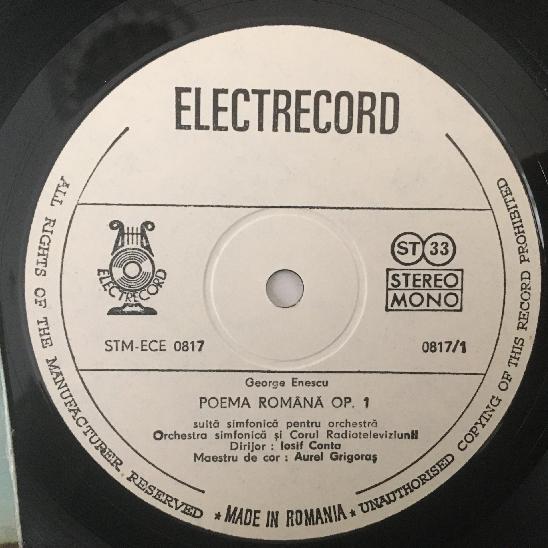 ELECTRECORD
ELECTRECORD
ST 33
STEREO
MONO
STM-ECE 0817
0817/1
George Enescu
POEMA ROMÂNĂ OP. 1
suită simfonică pentru orchestră
Orchestra simfonică și Corul Radioteleviziunii
Dirijor : Iosif Conta
Maestru de cor : Aurel Grigoraș
ALL RIGHTS OF THE MANUFACTURER RESERVED ★ MADE IN ROMANIA ★ UNAUTHORISED COPYING OF THIS RECORD PROHIBITED